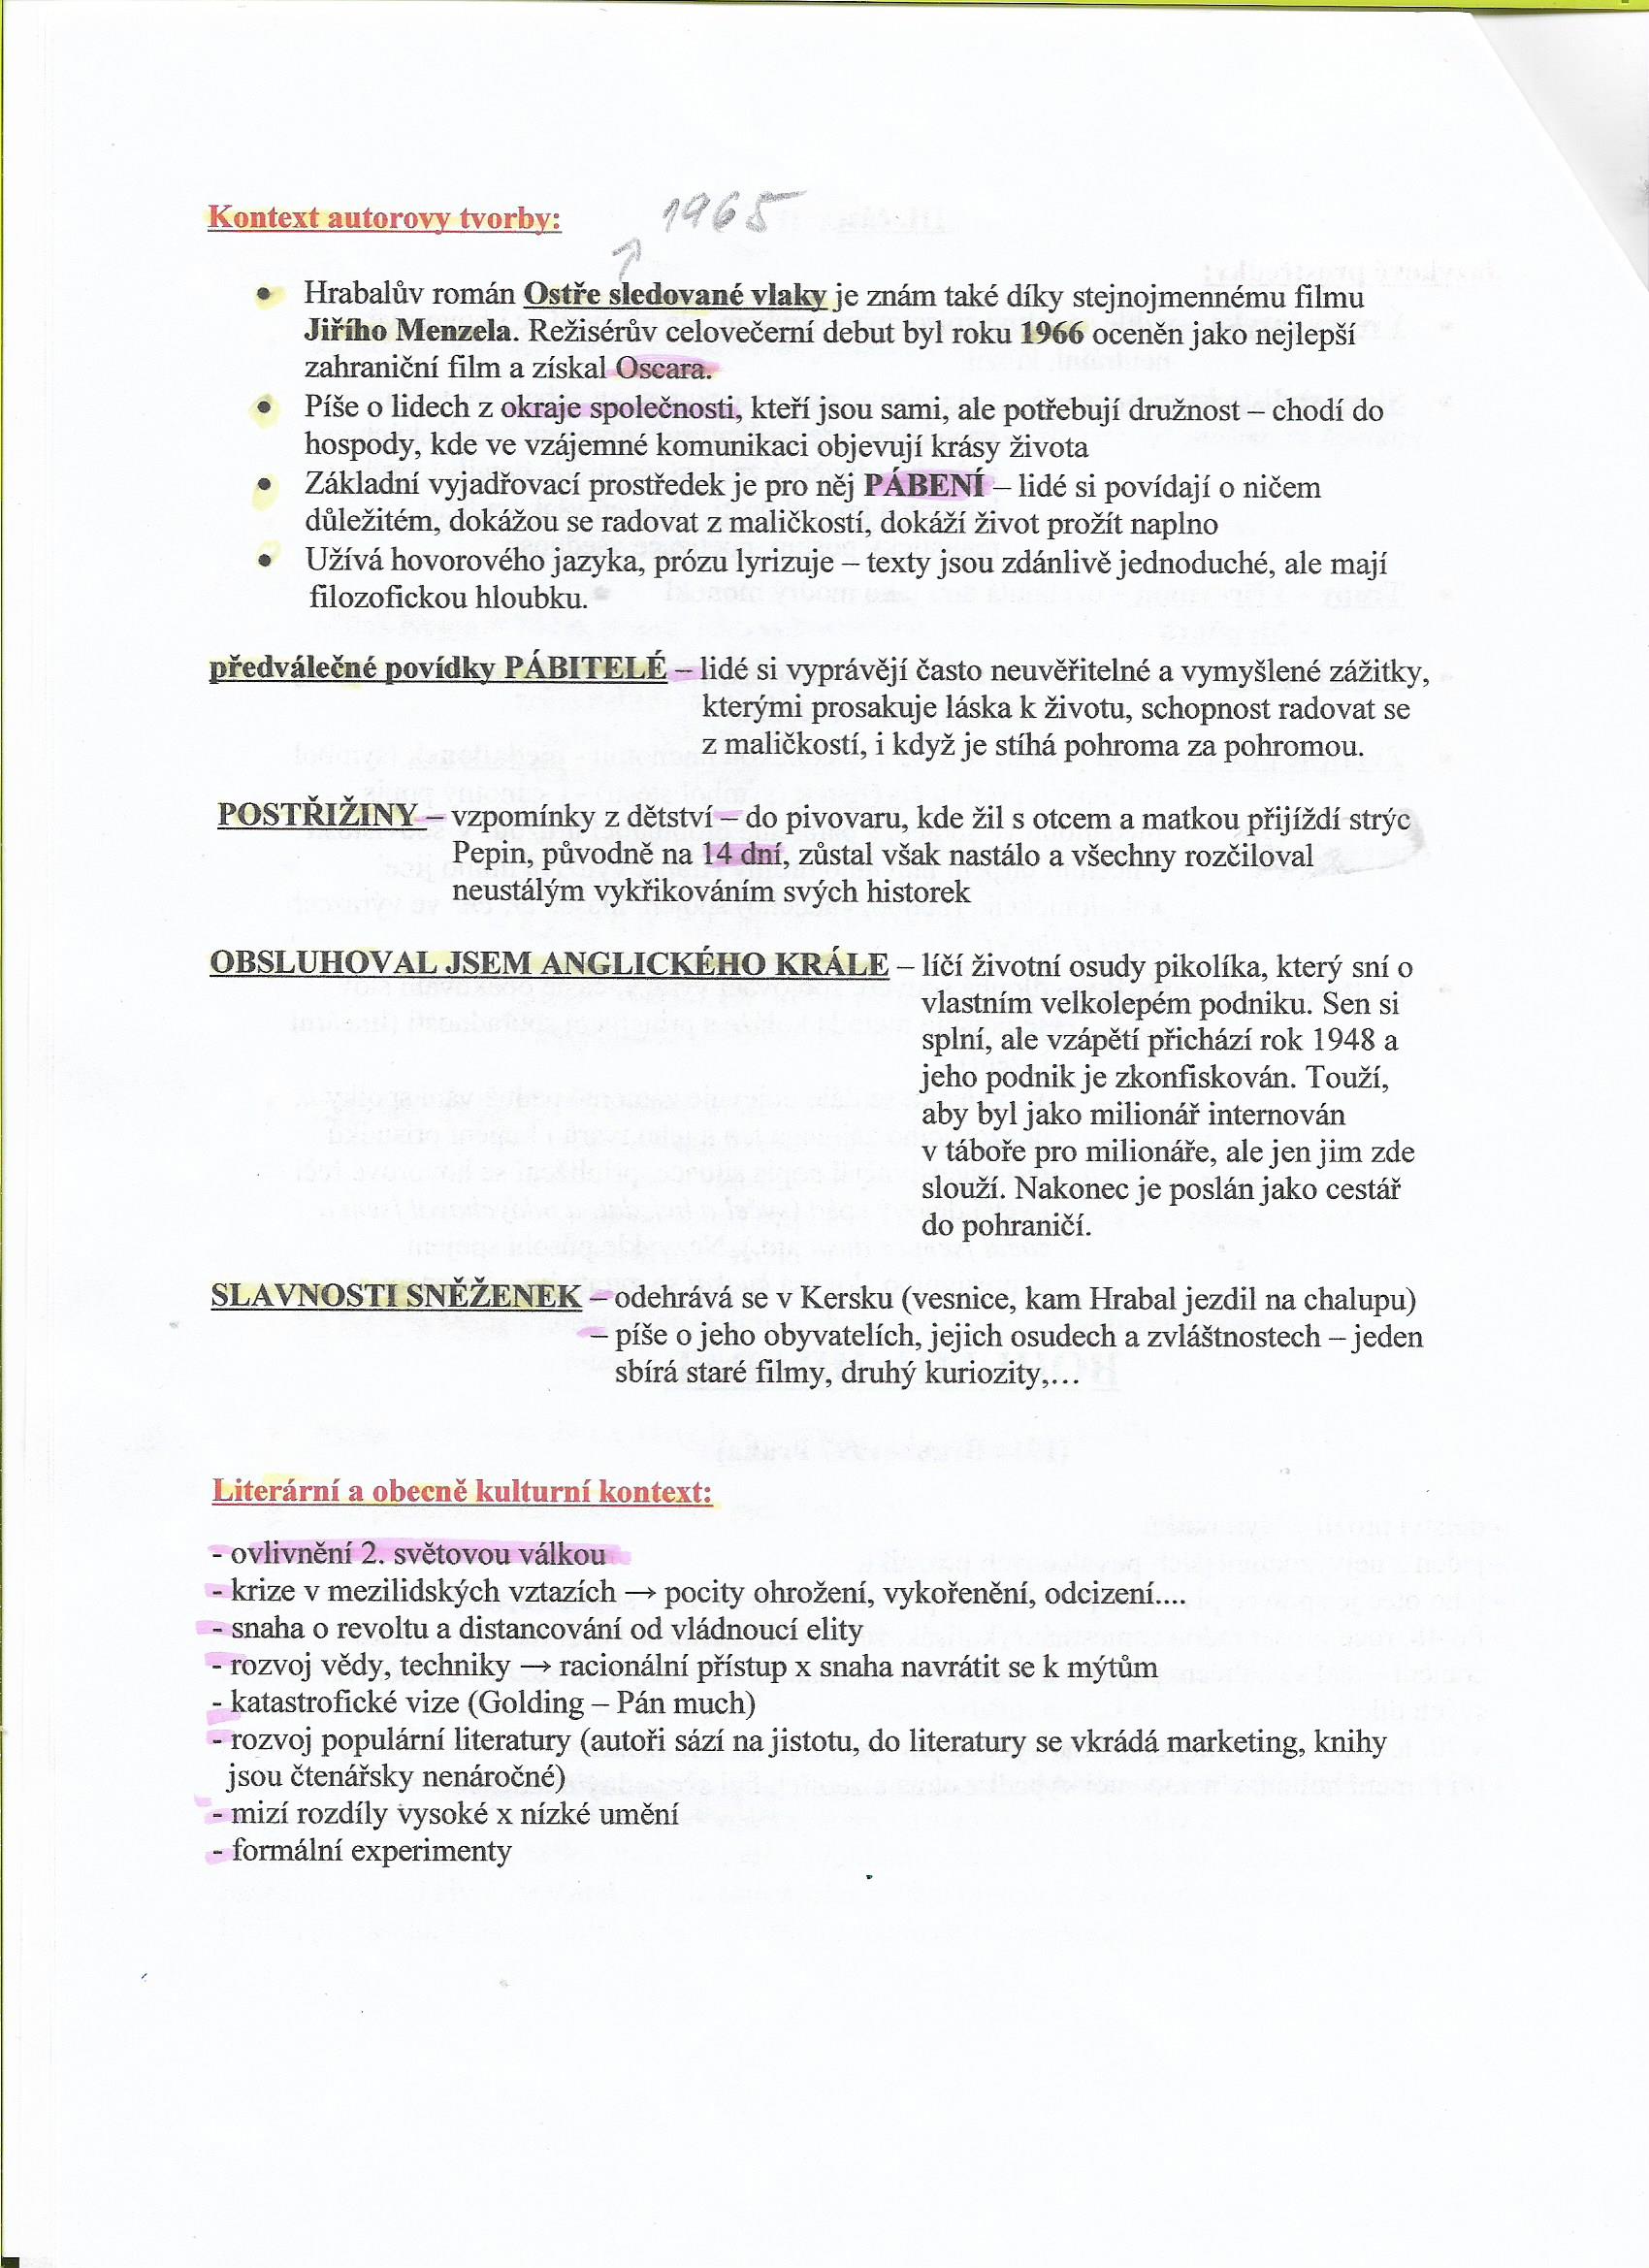 Kontext autorovy tvorby:
1965
• Hrabalův román Ostře sledované vlaky je znám také díky stejnojmennému filmu
Jiřího Menzela. Režisérův celovečerní debut byl roku 1966 oceněn jako nejlepší
zahraniční film a získal Oscara.
• Píše o lidech z okraje společnosti, kteří jsou sami, ale potřebují družnost – chodí do
hospody, kde ve vzájemné komunikaci objevují krásy života
• Základní vyjadřovací prostředek je pro něj PÁBENÍ – lidé si povídají o ničem
důležitém, dokážou se radovat z maličkostí, dokáží život prožít naplno
• Užívá hovorového jazyka, prózu lyrizuje – texty jsou zdánlivě jednoduché, ale mají
filozofickou hloubku.
předválečné povídky PÁBITELÉ – lidé si vyprávějí často neuvěřitelné a vymyšlené zážitky,
kterými prosakuje láska k životu, schopnost radovat se
z maličkostí, i když je stíhá pohroma za pohromou.
POSTŘIŽINY – vzpomínky z dětství – do pivovaru, kde žil s otcem a matkou přijíždí strýc
Pepin, původně na 14 dní, zůstal však nastálo a všechny rozčiloval
neustálým vykřikováním svých historek
OBSLUHOVAL JSEM ANGLICKÉHO KRÁLE – líčí životní osudy pikolíka, který sní o
vlastním velkolepém podniku. Sen si
splní, ale vzápětí přichází rok 1948 a
jeho podnik je zkonfiskován. Touží,
aby byl jako milionář internován
v táboře pro milionáře, ale jen jim zde
slouží. Nakonec je poslán jako cestář
do pohraničí.
SLAVNOSTI SNĚŽENEK – odehrává se v Kersku (vesnice, kam Hrabal jezdil na chalupu)
– píše o jeho obyvatelích, jejich osudech a zvláštnostech – jeden
sbírá staré filmy, druhý kuriozity,…
Literární a obecně kulturní kontext:
- ovlivnění 2. světovou válkou
- krize v mezilidských vztazích → pocity ohrožení, vykořenění, odcizení....
- snaha o revoltu a distancování od vládnoucí elity
- rozvoj vědy, techniky → racionální přístup x snaha navrátit se k mýtům
- katastrofické vize (Golding – Pán much)
- rozvoj populární literatury (autoři sází na jistotu, do literatury se vkrádá marketing, knihy
jsou čtenářsky nenáročné)
- mizí rozdíly vysoké x nízké umění
- formální experimenty